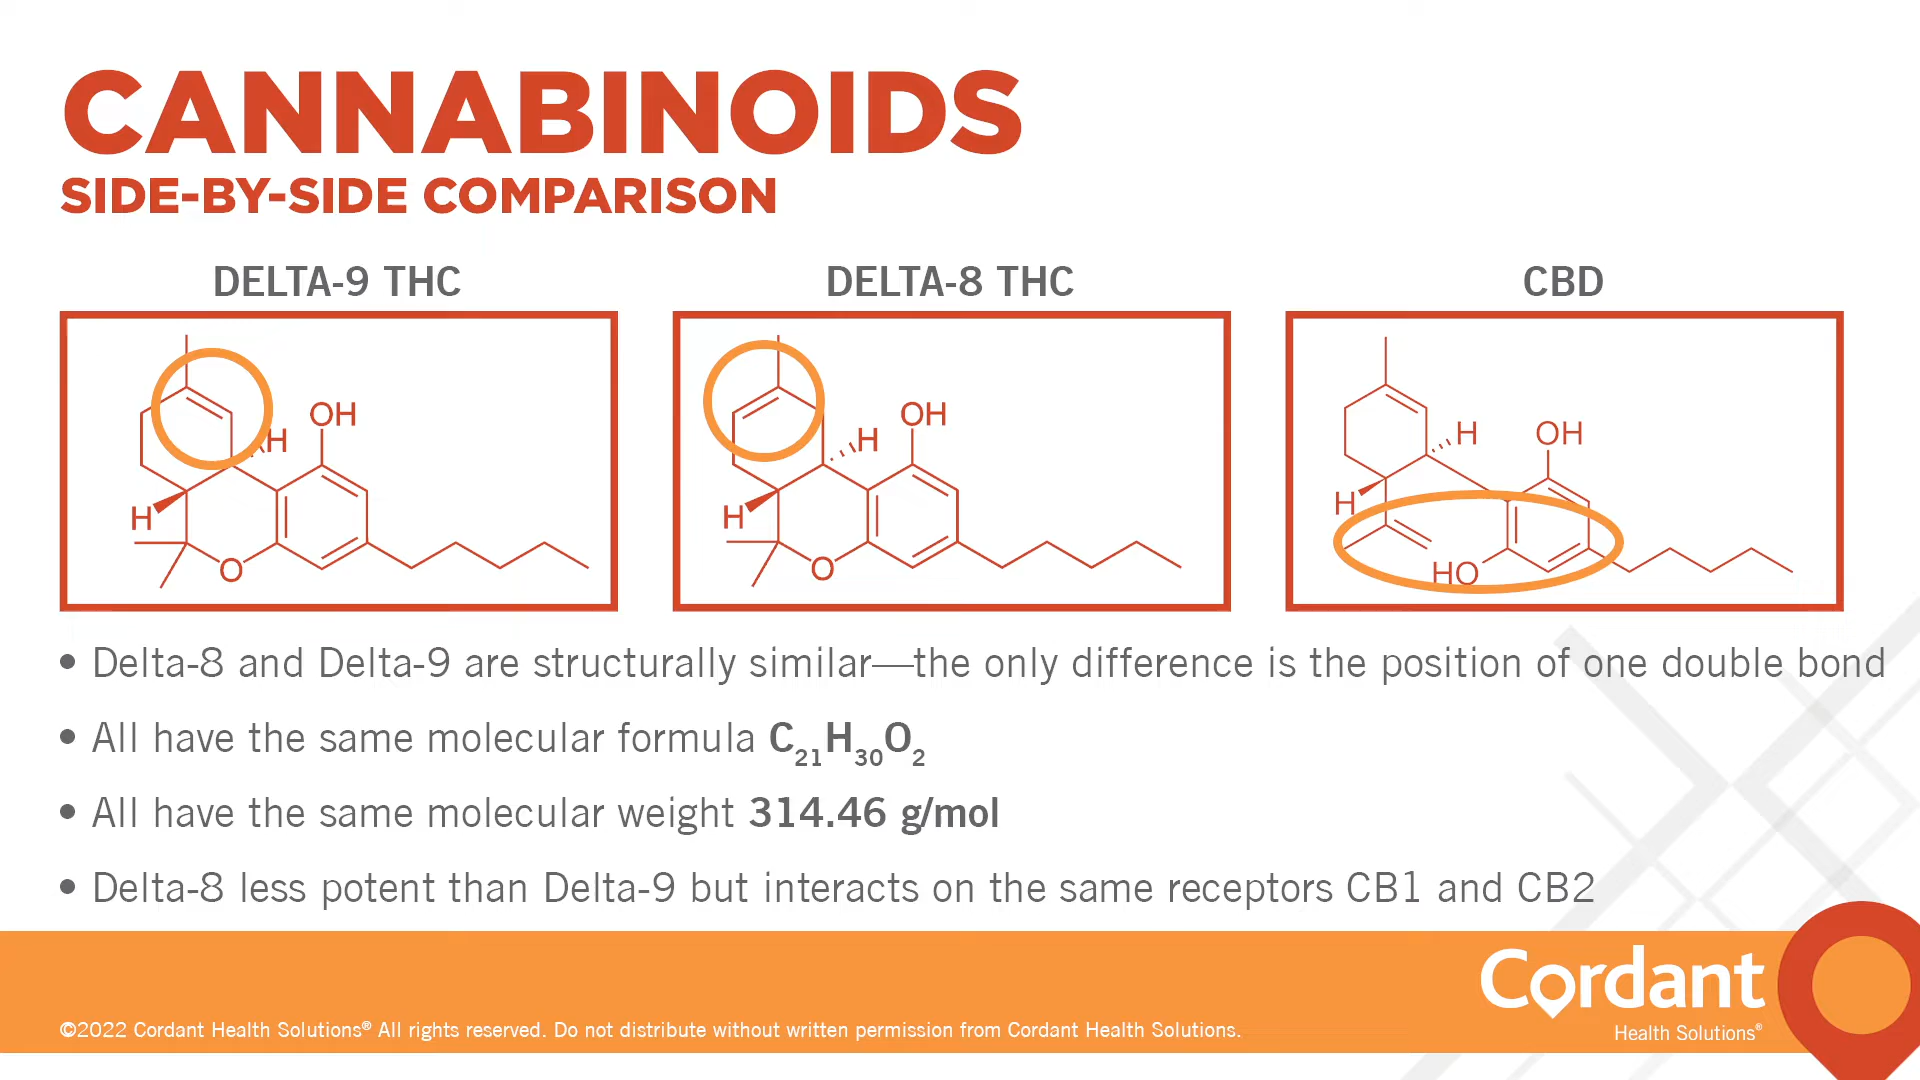 CANNABINOIDS
SIDE-BY-SIDE COMPARISON
DELTA-9 THC
DELTA-8 THC
CBD
OH
H
H
O
OH
H
H
O
H
OH
H
HO
• Delta-8 and Delta-9 are structurally similar—the only difference is the position of one double bond
• All have the same molecular formula C₂₁H₃₀O₂
• All have the same molecular weight 314.46 g/mol
• Delta-8 less potent than Delta-9 but interacts on the same receptors CB1 and CB2
Cordant
Health Solutions®
©2022 Cordant Health Solutions® All rights reserved. Do not distribute without written permission from Cordant Health Solutions.